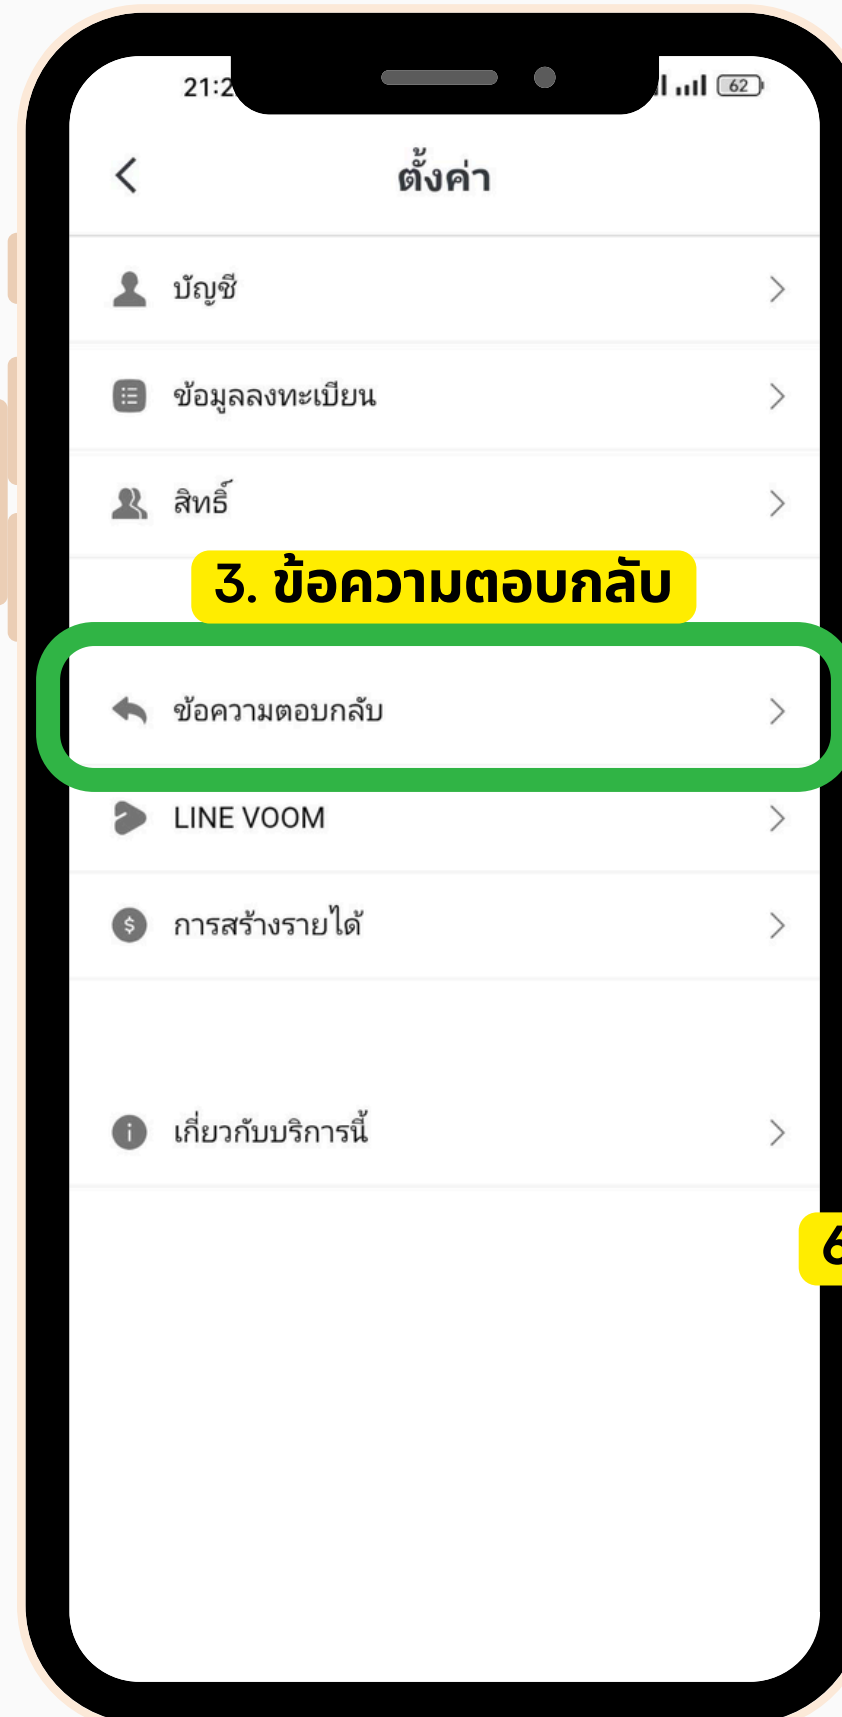 21:2
62
ตั้งค่า
บัญชี
ข้อมูลลงทะเบียน
สิทธิ์
3. ข้อความตอบกลับ
ข้อความตอบกลับ
LINE VOOM
$ การสร้างรายได้
i เกี่ยวกับบริการนี้
6